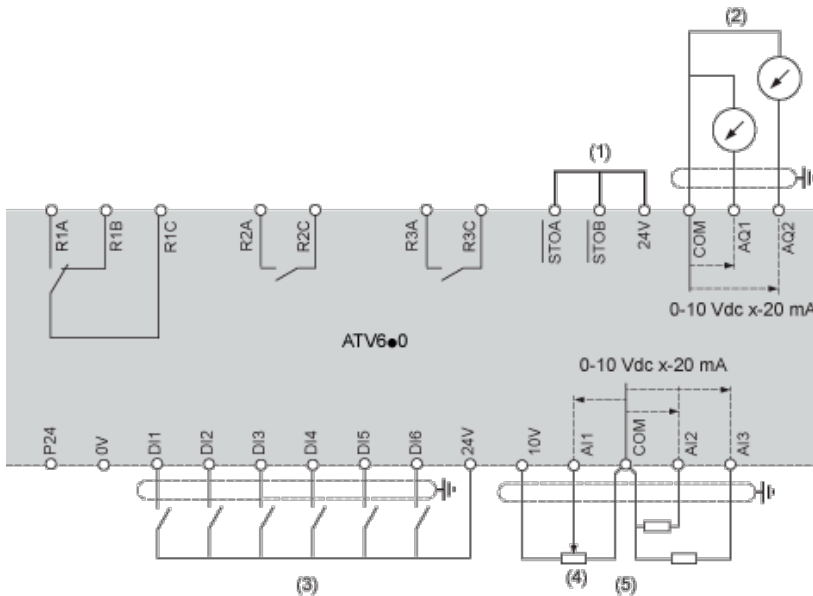 (2)
(1)
R1A R1B R1C R2A R2C R3A R3C STOA STOB 24V COM AQ1 AQ2
0-10 Vdc x-20 mA
ATV6●0
0-10 Vdc x-20 mA
P24 0V DI1 DI2 DI3 DI4 DI5 DI6 24V 10V AI1 COM AI2 AI3
(3) (4) (5)